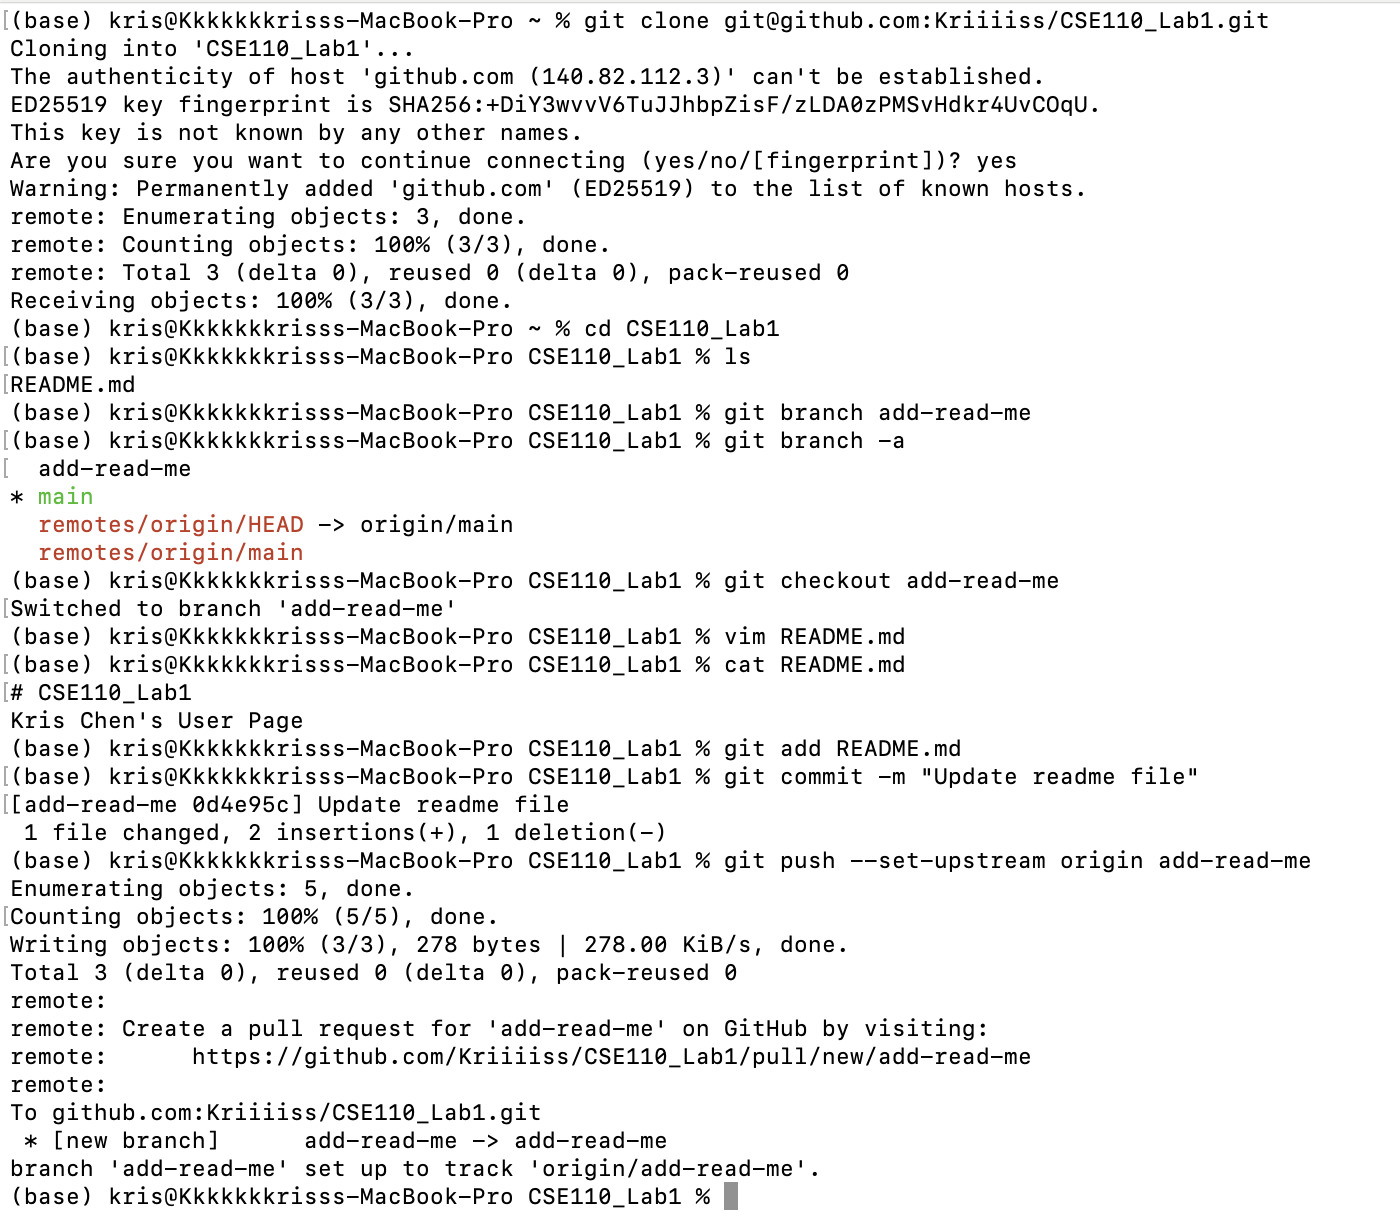 [(base) kris@Kkkkkkkrisss-MacBook-Pro ~ % git clone git@github.com:Kriiiiss/CSE110_Lab1.git
Cloning into 'CSE110_Lab1'...
The authenticity of host 'github.com (140.82.112.3)' can't be established.
ED25519 key fingerprint is SHA256:+DiY3wvvV6TuJJhbpZisF/zLDA0zPMSvHdkr4UvCOqU.
This key is not known by any other names.
Are you sure you want to continue connecting (yes/no/[fingerprint])? yes
Warning: Permanently added 'github.com' (ED25519) to the list of known hosts.
remote: Enumerating objects: 3, done.
remote: Counting objects: 100% (3/3), done.
remote: Total 3 (delta 0), reused 0 (delta 0), pack-reused 0
Receiving objects: 100% (3/3), done.
(base) kris@Kkkkkkkrisss-MacBook-Pro ~ % cd CSE110_Lab1
[(base) kris@Kkkkkkkrisss-MacBook-Pro CSE110_Lab1 % ls
[README.md
(base) kris@Kkkkkkkrisss-MacBook-Pro CSE110_Lab1 % git branch add-read-me
[(base) kris@Kkkkkkkrisss-MacBook-Pro CSE110_Lab1 % git branch -a
[  add-read-me
* main
  remotes/origin/HEAD -> origin/main
  remotes/origin/main
(base) kris@Kkkkkkkrisss-MacBook-Pro CSE110_Lab1 % git checkout add-read-me
[Switched to branch 'add-read-me'
(base) kris@Kkkkkkkrisss-MacBook-Pro CSE110_Lab1 % vim README.md
[(base) kris@Kkkkkkkrisss-MacBook-Pro CSE110_Lab1 % cat README.md
[# CSE110_Lab1
Kris Chen's User Page
(base) kris@Kkkkkkkrisss-MacBook-Pro CSE110_Lab1 % git add README.md
[(base) kris@Kkkkkkkrisss-MacBook-Pro CSE110_Lab1 % git commit -m "Update readme file"
[[add-read-me 0d4e95c] Update readme file
 1 file changed, 2 insertions(+), 1 deletion(-)
(base) kris@Kkkkkkkrisss-MacBook-Pro CSE110_Lab1 % git push --set-upstream origin add-read-me
Enumerating objects: 5, done.
[Counting objects: 100% (5/5), done.
Writing objects: 100% (3/3), 278 bytes | 278.00 KiB/s, done.
Total 3 (delta 0), reused 0 (delta 0), pack-reused 0
remote:
remote: Create a pull request for 'add-read-me' on GitHub by visiting:
remote:      https://github.com/Kriiiiss/CSE110_Lab1/pull/new/add-read-me
remote:
To github.com:Kriiiiss/CSE110_Lab1.git
 * [new branch]      add-read-me -> add-read-me
branch 'add-read-me' set up to track 'origin/add-read-me'.
(base) kris@Kkkkkkkrisss-MacBook-Pro CSE110_Lab1 %